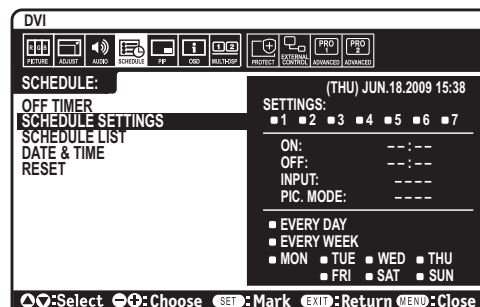 DVI
RGB
PICTURE ADJUST AUDIO SCHEDULE PIP OSD MULTI-DSP PROTECT EXTERNAL CONTROL PRO 1 ADVANCED PRO 2 ADVANCED
SCHEDULE:
OFF TIMER
SCHEDULE SETTINGS
SCHEDULE LIST
DATE & TIME
RESET
(THU) JUN.18.2009 15:38
SETTINGS:
■1 ■2 ■3 ■4 ■5 ■6 ■7
ON: --:--
OFF: --:--
INPUT: ----
PIC. MODE: ----
■ EVERY DAY
■ EVERY WEEK
■ MON ■ TUE ■ WED ■ THU
■ FRI ■ SAT ■ SUN
:Select :Choose SET:Mark EXIT:Return MENU:Close